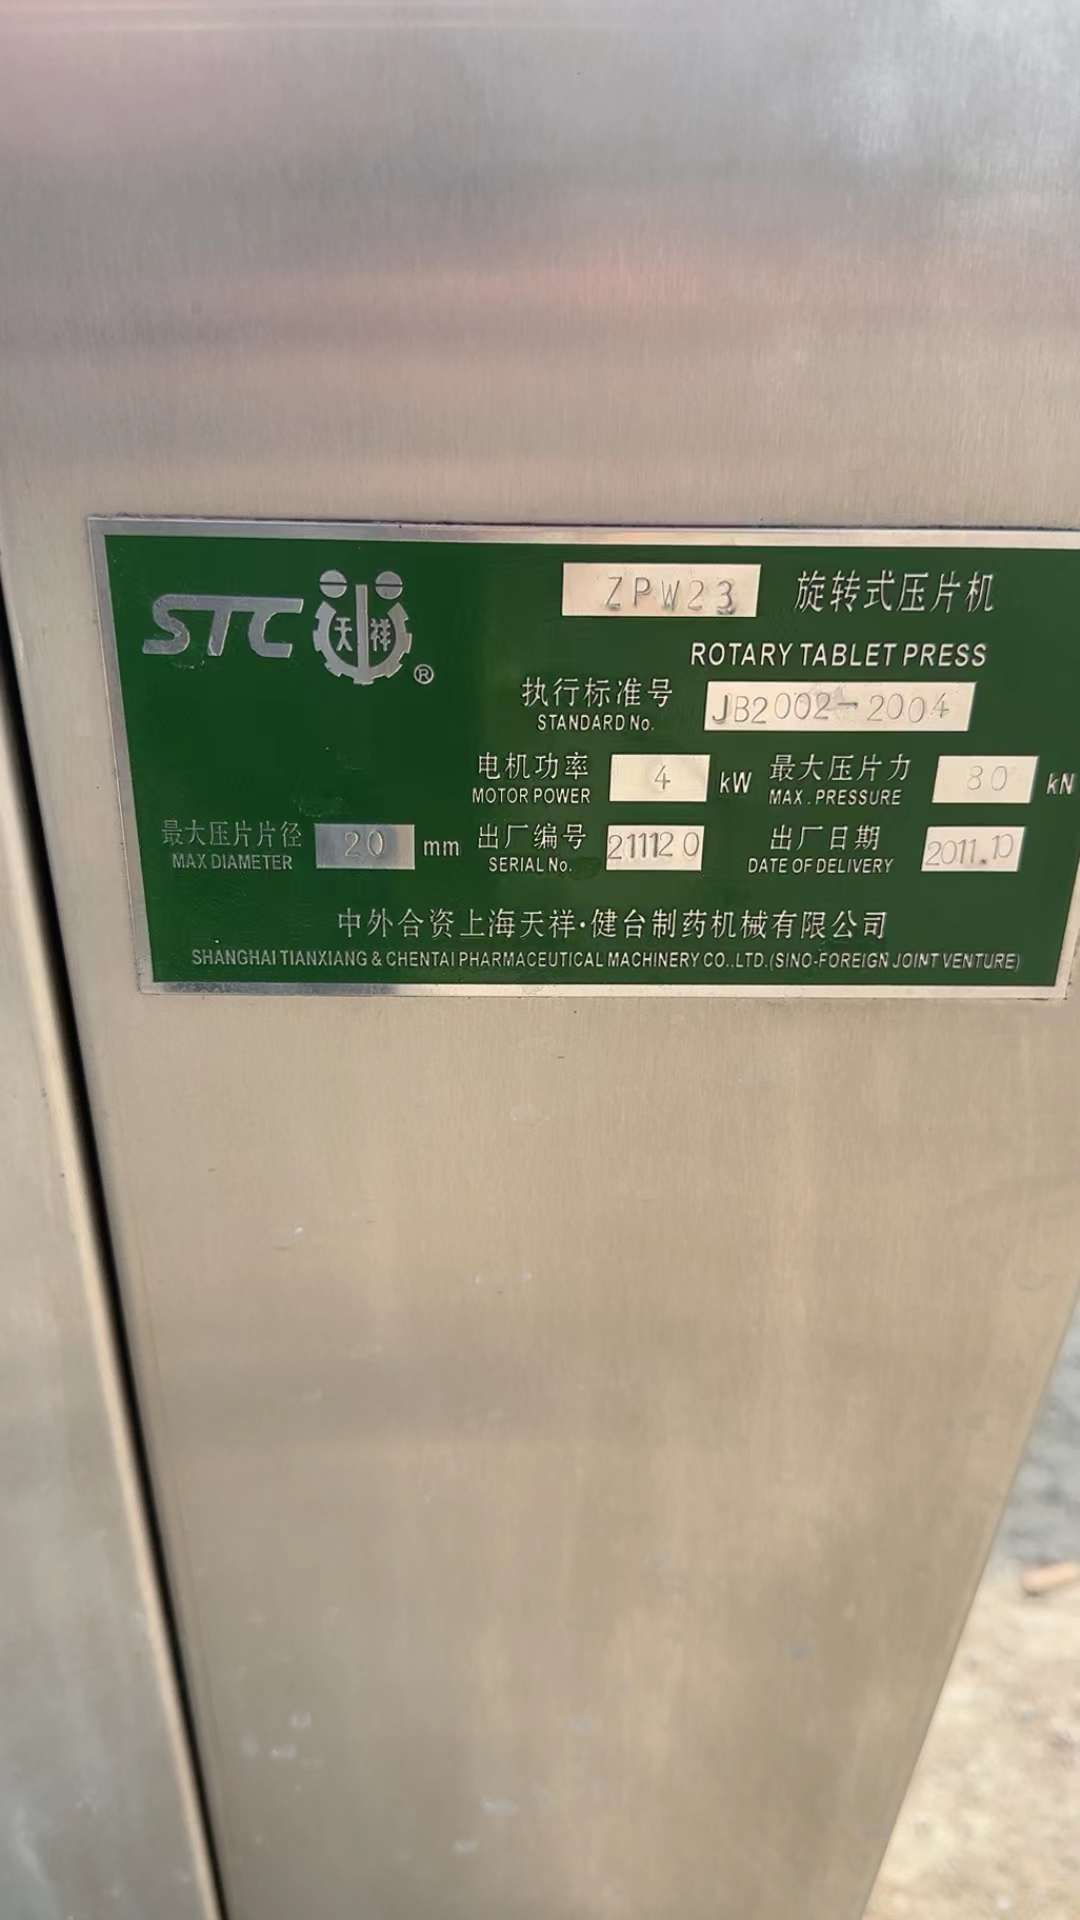 STC 天祥 ®
ZPW23 旋转式压片机
ROTARY TABLET PRESS
执行标准号 JB20022-2004
STANDARD No.
电机功率 4 kW 最大压片力 80 kN
MOTOR POWER MAX. PRESSURE
最大压片片径 20 mm 出厂编号 211120 出厂日期 2011.10
MAX DIAMETER SERIAL No. DATE OF DELIVERY
中外合资上海天祥·健台制药机械有限公司
SHANGHAI TIANXIANG & CHENTAI PHARMACEUTICAL MACHINERY CO.,LTD.(SINO-FOREIGN JOINT VENTURE)